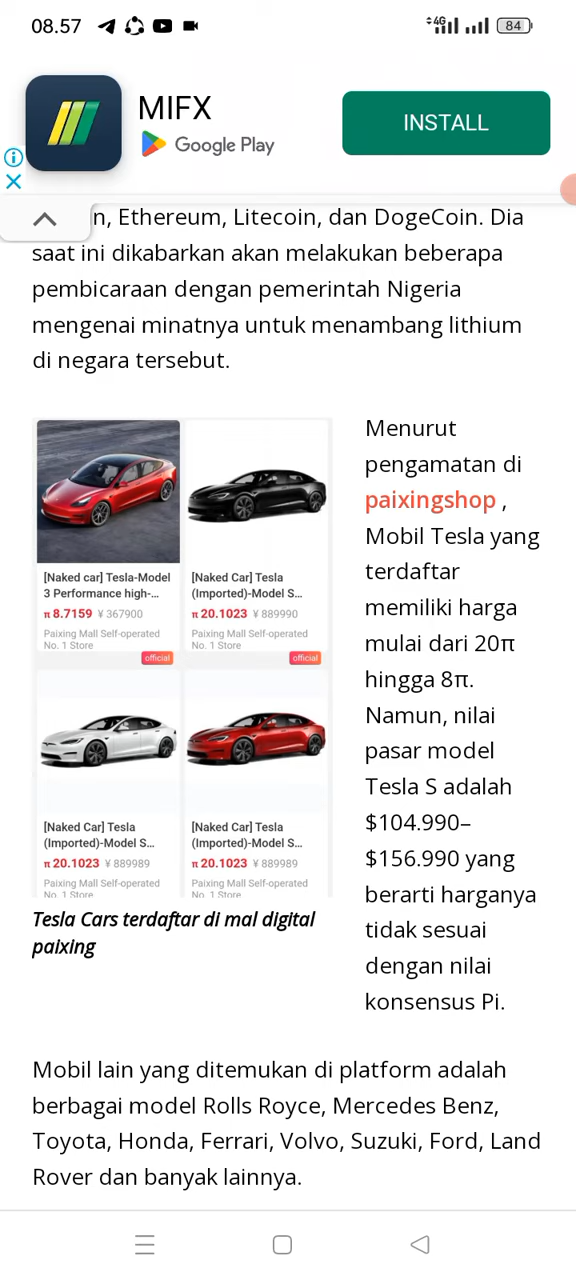 08.57
4G
84
MIFX
Google Play
INSTALL
n, Ethereum, Litecoin, dan DogeCoin. Dia
saat ini dikabarkan akan melakukan beberapa
pembicaraan dengan pemerintah Nigeria
mengenai minatnya untuk menambang lithium
di negara tersebut.
[Naked car] Tesla-Model
3 Performance high-...
π 8.7159 ¥ 367900
Paixing Mall Self-operated
No. 1 Store
official
[Naked Car] Tesla
(Imported)-Model S...
π 20.1023 ¥ 889990
Paixing Mall Self-operated
No. 1 Store
official
[Naked Car] Tesla
(Imported)-Model S...
π 20.1023 ¥ 889989
Paixing Mall Self-operated
No. 1 Store
[Naked Car] Tesla
(Imported)-Model S...
π 20.1023 ¥ 889989
Paixing Mall Self-operated
No. 1 Store
Tesla Cars terdaftar di mal digital
paixing
Menurut
pengamatan di
paixingshop ,
Mobil Tesla yang
terdaftar
memiliki harga
mulai dari 20π
hingga 8π.
Namun, nilai
pasar model
Tesla S adalah
$104.990–
$156.990 yang
berarti harganya
tidak sesuai
dengan nilai
konsensus Pi.
Mobil lain yang ditemukan di platform adalah
berbagai model Rolls Royce, Mercedes Benz,
Toyota, Honda, Ferrari, Volvo, Suzuki, Ford, Land
Rover dan banyak lainnya.